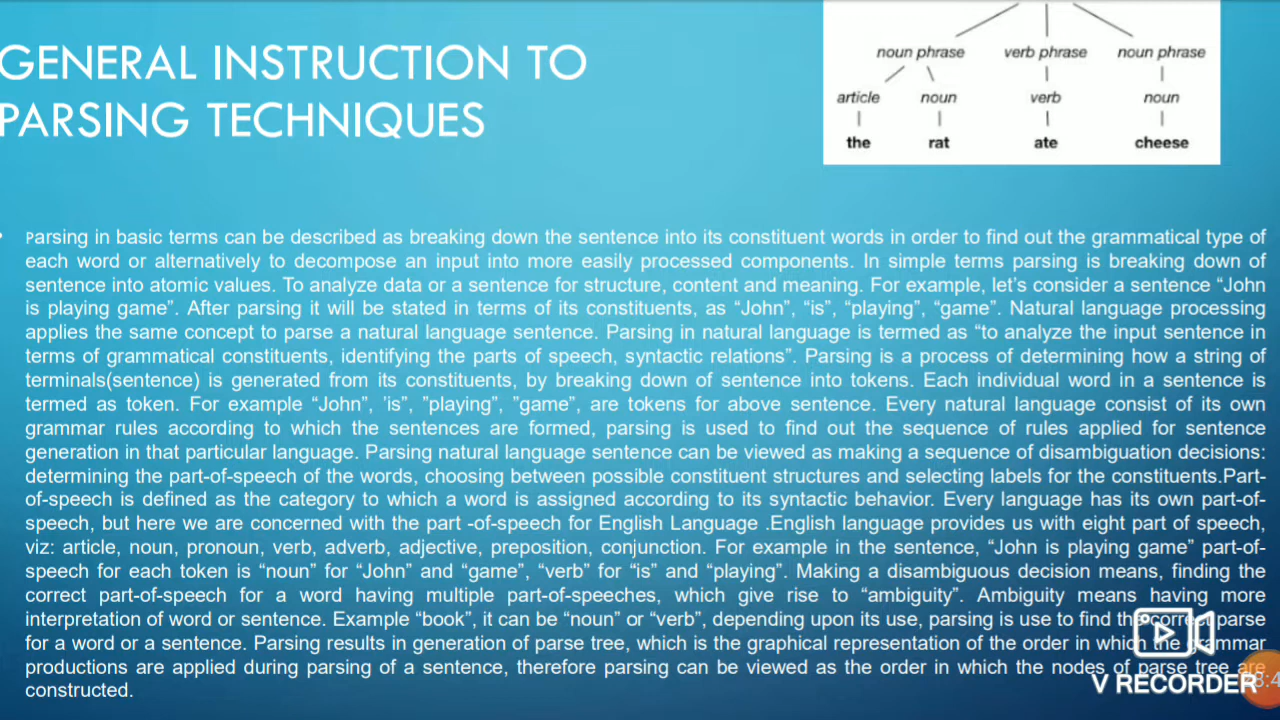 GENERAL INSTRUCTION TO
PARSING TECHNIQUES
noun phrase verb phrase noun phrase
article noun verb noun
the rat ate cheese
Parsing in basic terms can be described as breaking down the sentence into its constituent words in order to find out the grammatical type of
each word or alternatively to decompose an input into more easily processed components. In simple terms parsing is breaking down of
sentence into atomic values. To analyze data or a sentence for structure, content and meaning. For example, let's consider a sentence “John
is playing game”. After parsing it will be stated in terms of its constituents, as “John”, “is”, “playing”, “game”. Natural language processing
applies the same concept to parse a natural language sentence. Parsing in natural language is termed as “to analyze the input sentence in
terms of grammatical constituents, identifying the parts of speech, syntactic relations”. Parsing is a process of determining how a string of
terminals(sentence) is generated from its constituents, by breaking down of sentence into tokens. Each individual word in a sentence is
termed as token. For example “John”, 'is”, ”playing”, ”game”, are tokens for above sentence. Every natural language consist of its own
grammar rules according to which the sentences are formed, parsing is used to find out the sequence of rules applied for sentence
generation in that particular language. Parsing natural language sentence can be viewed as making a sequence of disambiguation decisions:
determining the part-of-speech of the words, choosing between possible constituent structures and selecting labels for the constituents.Part-
of-speech is defined as the category to which a word is assigned according to its syntactic behavior. Every language has its own part-of-
speech, but here we are concerned with the part -of-speech for English Language .English language provides us with eight part of speech,
viz: article, noun, pronoun, verb, adverb, adjective, preposition, conjunction. For example in the sentence, “John is playing game” part-of-
speech for each token is “noun” for “John” and “game”, “verb” for “is” and “playing”. Making a disambiguous decision means, finding the
correct part-of-speech for a word having multiple part-of-speeches, which give rise to “ambiguity”. Ambiguity means having more
interpretation of word or sentence. Example “book”, it can be “noun” or “verb”, depending upon its use, parsing is use to find the correct parse
for a word or a sentence. Parsing results in generation of parse tree, which is the graphical representation of the order in which the grammar
productions are applied during parsing of a sentence, therefore parsing can be viewed as the order in which the nodes of parse tree are
constructed.
V RECORDER